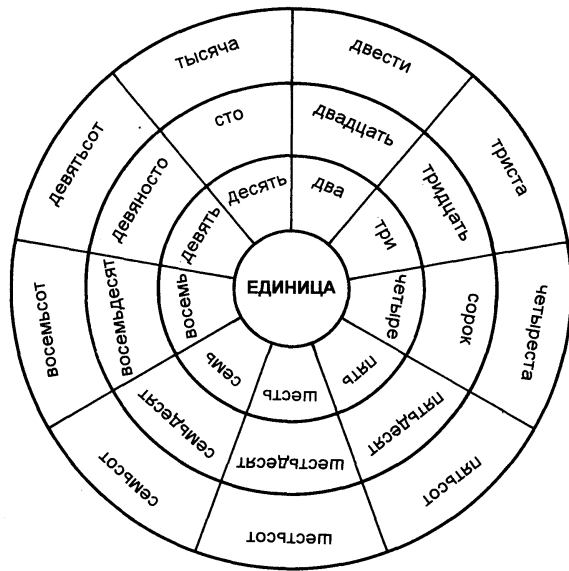 тысяча
двести
триста
четыреста
пятьсот
шестьсот
семьсот
восемьсот
девятьсот
сто
двадцать
тридцать
сорок
пятьдесят
шестьдесят
семьдесят
восемьдесят
девяносто
десять
два
три
четыре
пять
шесть
семь
восемь
девять
ЕДИНИЦА